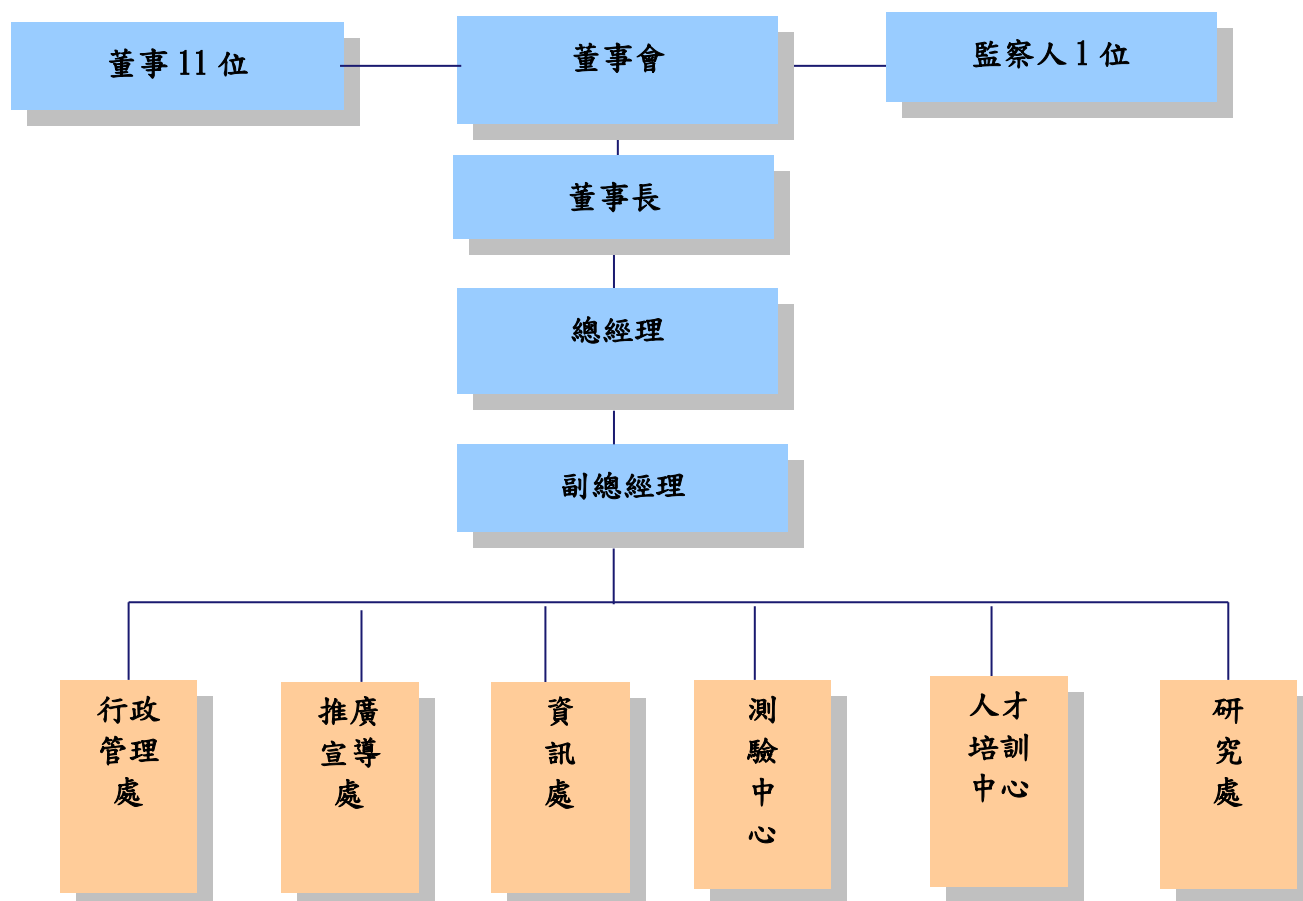 董事 11 位
董事會
監察人 1 位
董事長
總經理
副總經理
行政
管理
處
推廣
宣導
處
資
訊
處
測
驗
中
心
人才
培訓
中心
研
究
處